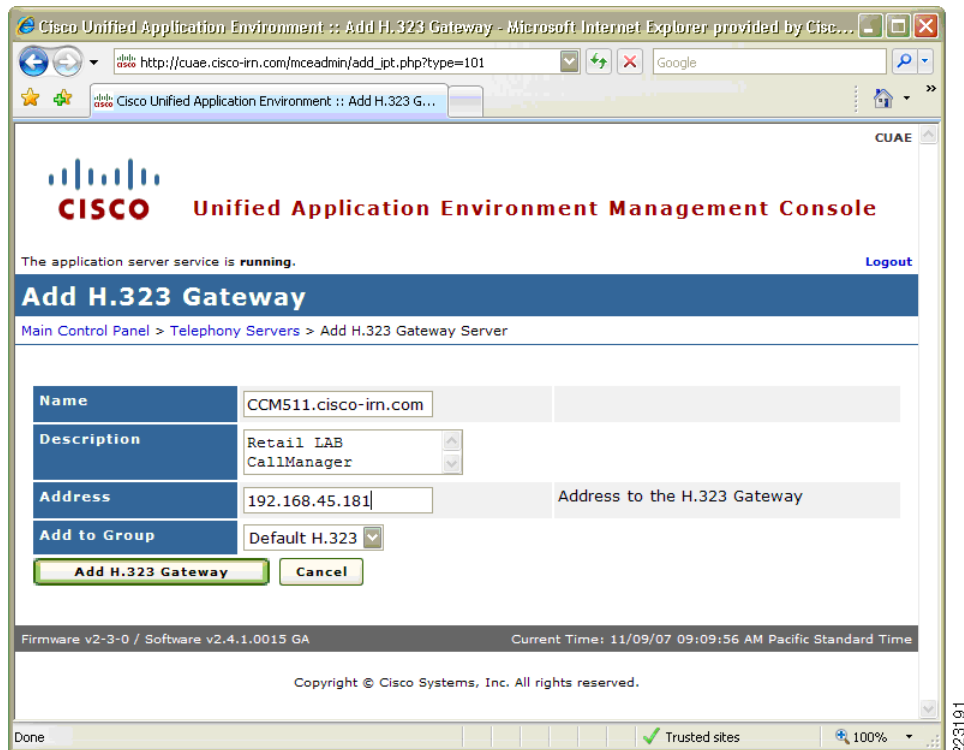 Cisco Unified Application Environment :: Add H.323 Gateway - Microsoft Internet Explorer provided by Cisc...
http://cuae.cisco-irn.com/mceadmin/add_ipt.php?type=101
Google
Cisco Unified Application Environment :: Add H.323 G...
»
CUAE
CISCO
Unified Application Environment Management Console
The application server service is running.
Logout
Add H.323 Gateway
Main Control Panel > Telephony Servers > Add H.323 Gateway Server
Name
CCM511.cisco-irn.com
Description
Retail LAB
CallManager
Address
192.168.45.181
Address to the H.323 Gateway
Add to Group
Default H.323
Add H.323 Gateway
Cancel
Firmware v2-3-0 / Software v2.4.1.0015 GA
Current Time: 11/09/07 09:09:56 AM Pacific Standard Time
Copyright © Cisco Systems, Inc. All rights reserved.
Done
Trusted sites
100%
223191